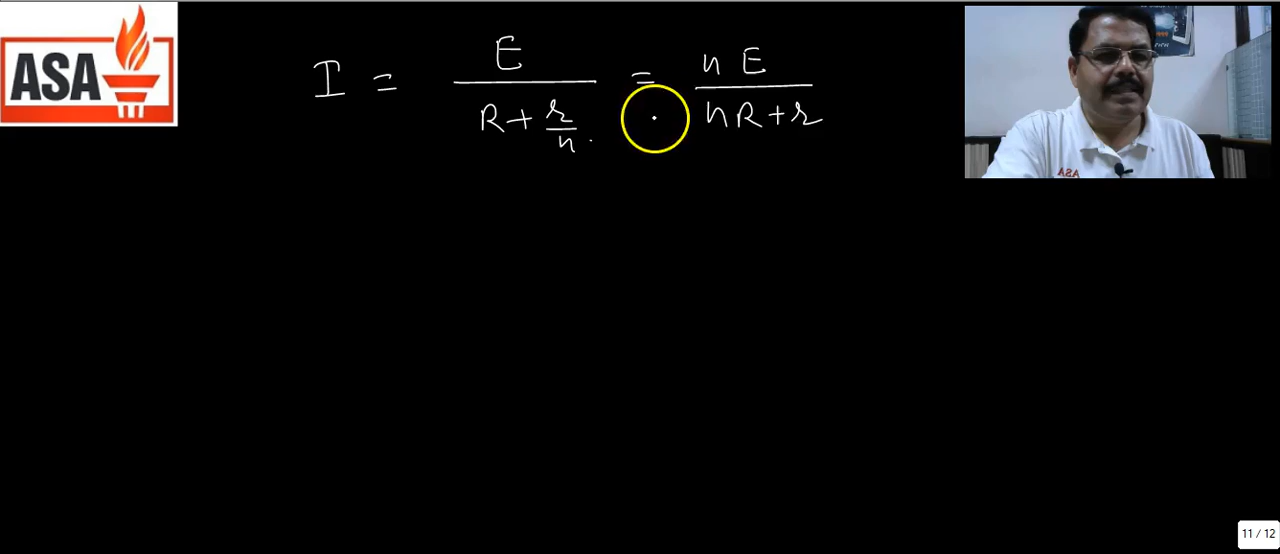 ASA
I = E / (R + r/n) = nE / (nR + r)
ASA
11 / 12